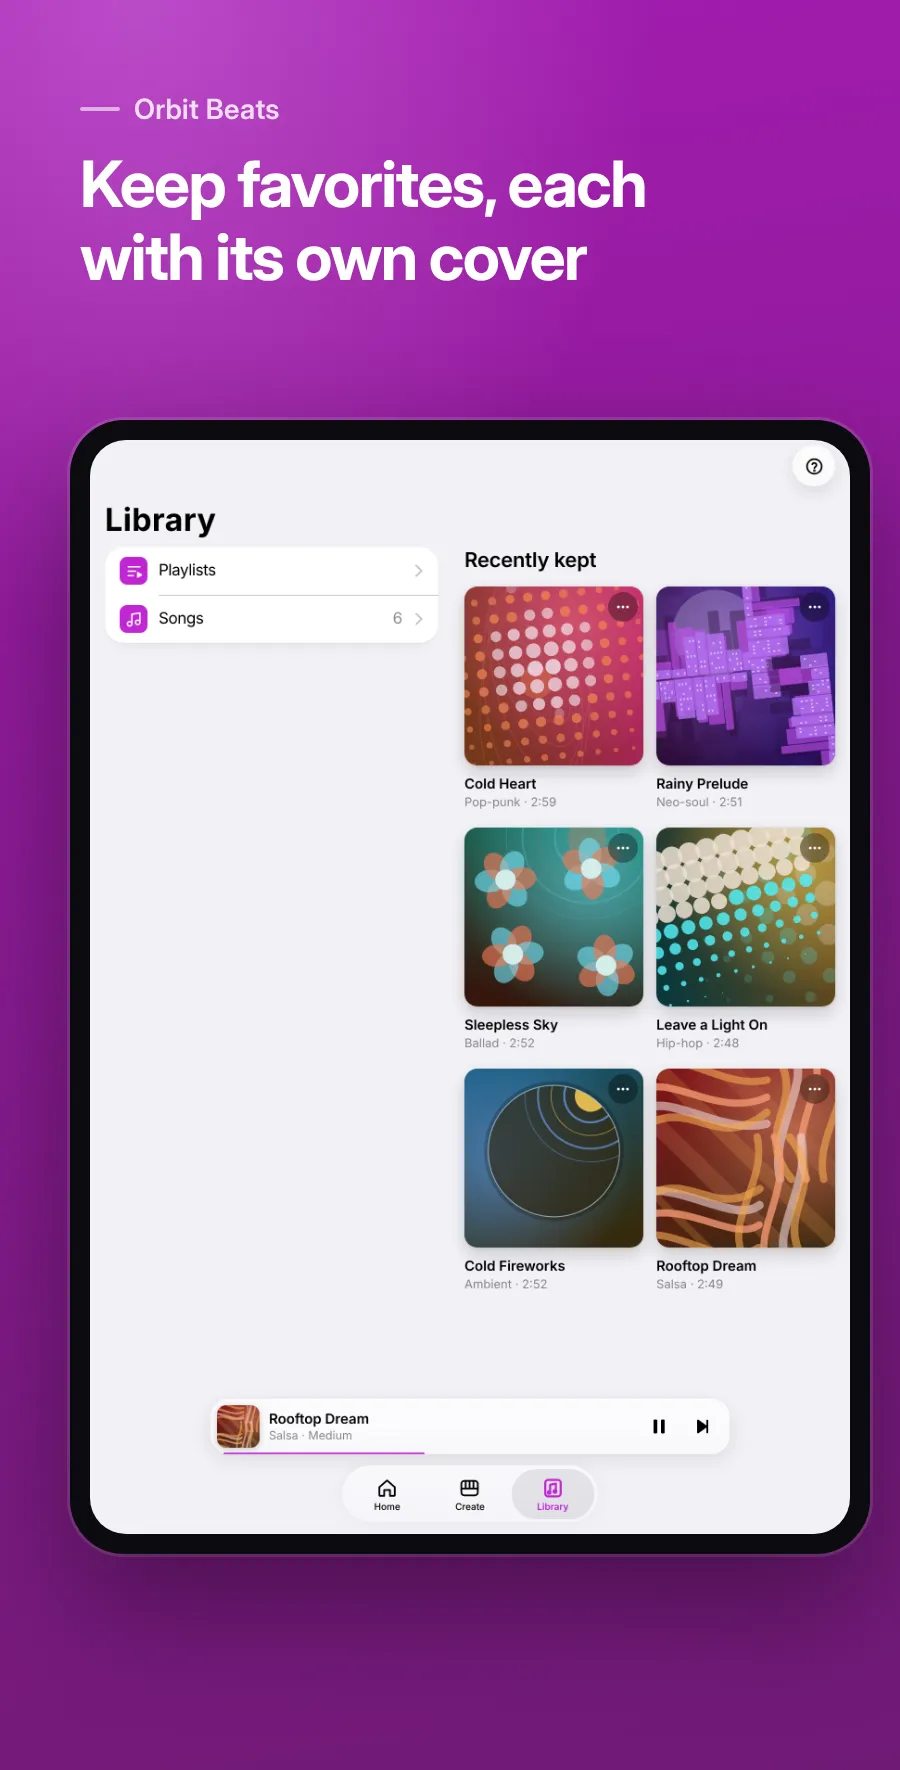 Orbit Beats
Keep favorites, each
with its own cover
Library
Playlists
Songs 6
Recently kept
Cold Heart
Pop-punk · 2:59
Rainy Prelude
Neo-soul · 2:51
Sleepless Sky
Ballad · 2:52
Leave a Light On
Hip-hop · 2:48
Cold Fireworks
Ambient · 2:52
Rooftop Dream
Salsa · 2:49
Rooftop Dream
Salsa · Medium
Home
Create
Library